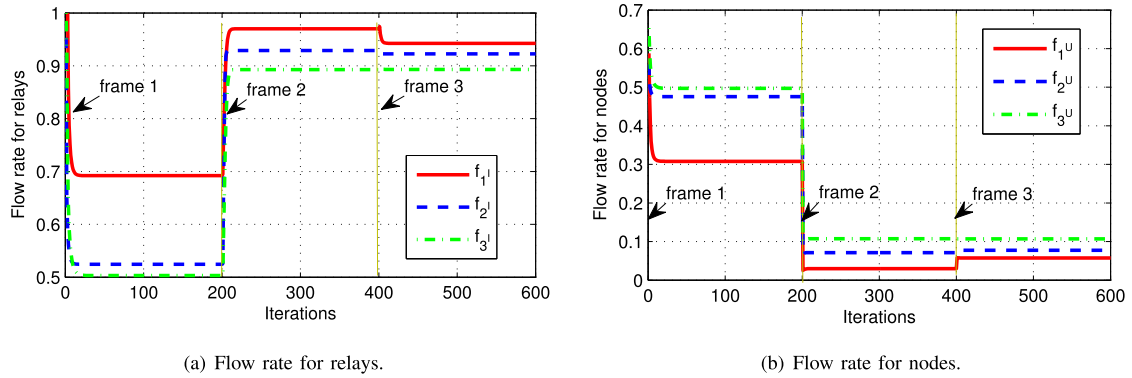 1
0.9
0.8
0.7
0.6
0.5
0 100 200 300 400 500 600
Flow rate for relays
Iterations
frame 1
frame 2
frame 3
f₁ᴵ
f₂ᴵ
f₃ᴵ
(a) Flow rate for relays.
0.7
0.6
0.5
0.4
0.3
0.2
0.1
0
0 100 200 300 400 500 600
Flow rate for nodes
Iterations
frame 1
frame 2
frame 3
f₁ᵁ
f₂ᵁ
f₃ᵁ
(b) Flow rate for nodes.